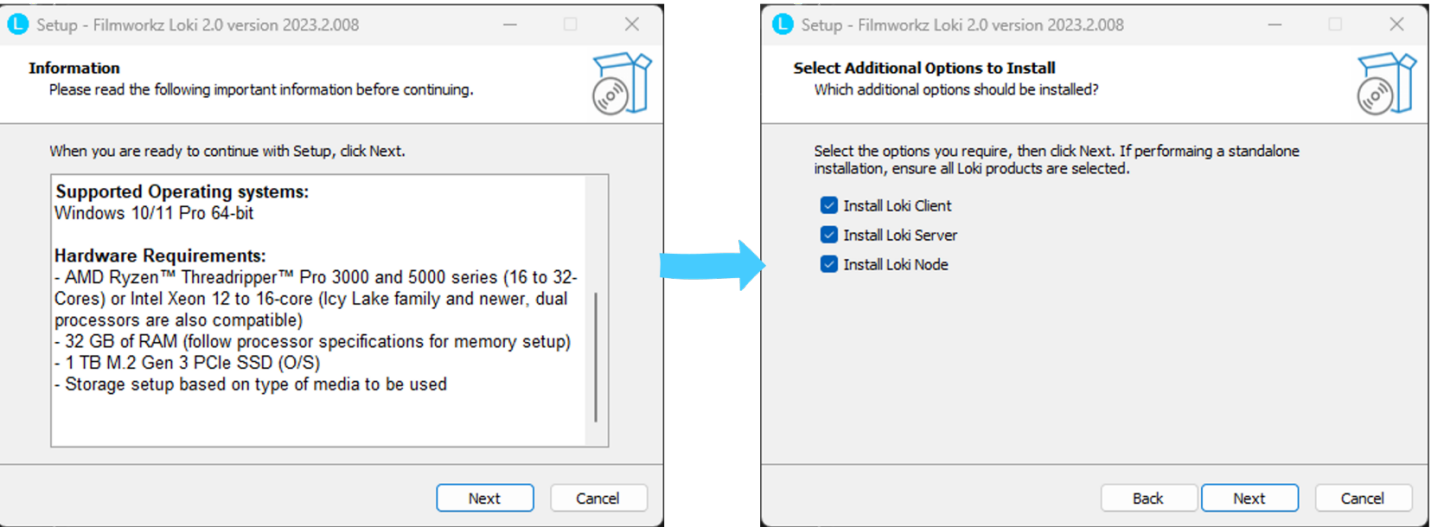 L Setup - Filmworkz Loki 2.0 version 2023.2.008
Information
Please read the following important information before continuing.
When you are ready to continue with Setup, click Next.
Supported Operating systems:
Windows 10/11 Pro 64-bit
Hardware Requirements:
- AMD Ryzen™ Threadripper™ Pro 3000 and 5000 series (16 to 32-
Cores) or Intel Xeon 12 to 16-core (Icy Lake family and newer, dual
processors are also compatible)
- 32 GB of RAM (follow processor specifications for memory setup)
- 1 TB M.2 Gen 3 PCIe SSD (O/S)
- Storage setup based on type of media to be used
Next Cancel
L Setup - Filmworkz Loki 2.0 version 2023.2.008
Select Additional Options to Install
Which additional options should be installed?
Select the options you require, then click Next. If performaing a standalone
installation, ensure all Loki products are selected.
Install Loki Client
Install Loki Server
Install Loki Node
Back Next Cancel